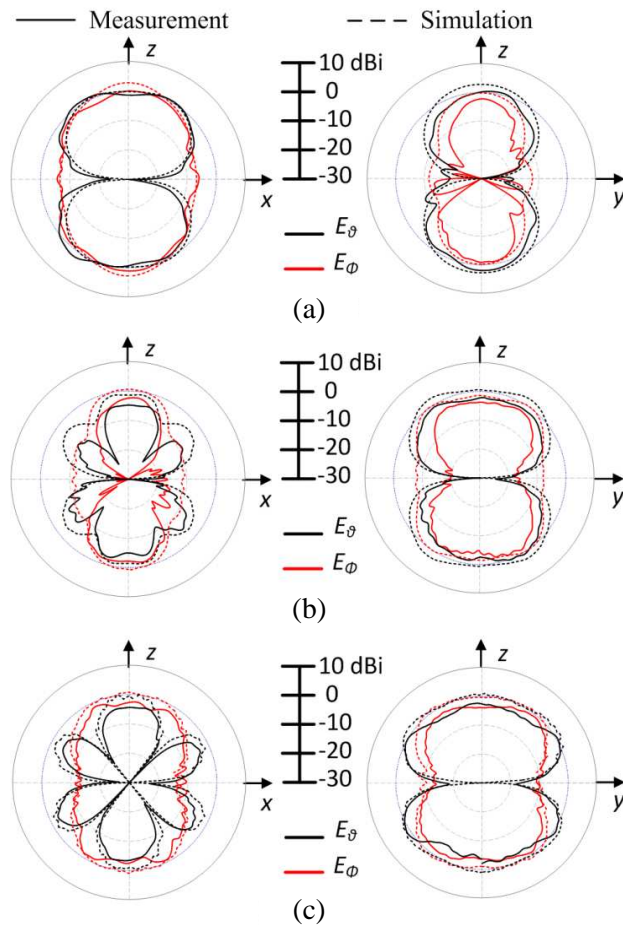 Measurement Simulation
z 10 dBi z
0
-10
-20
-30
x y
Eϑ
EΦ
(a)
z 10 dBi z
0
-10
-20
-30
x y
Eϑ
EΦ
(b)
z 10 dBi z
0
-10
-20
-30
x y
Eϑ
EΦ
(c)